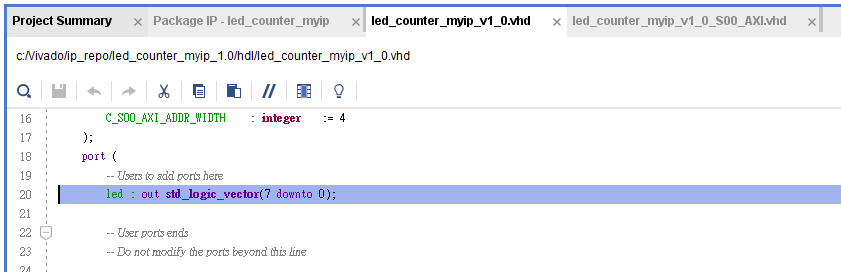 Project Summary × Package IP - led_counter_myip × led_counter_myip_v1_0.vhd × led_counter_myip_v1_0_S00_AXI.vhd ×
c:/Vivado/ip_repo/led_counter_myip_1.0/hdl/led_counter_myip_v1_0.vhd
16 C_S00_AXI_ADDR_WIDTH : integer := 4
17 );
18 port (
19 -- Users to add ports here
20 led : out std_logic_vector(7 downto 0);
21
22 -- User ports ends
23 -- Do not modify the ports beyond this line
24